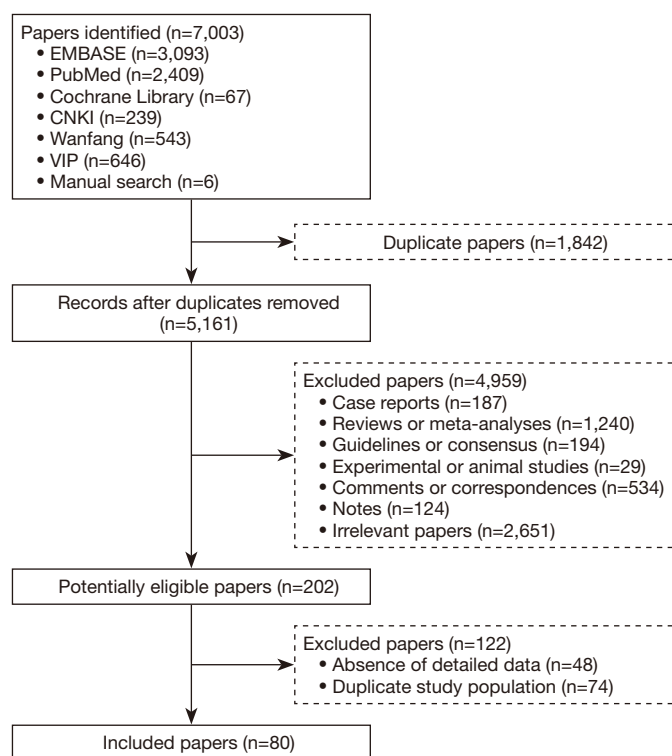 Papers identified (n=7,003)
• EMBASE (n=3,093)
• PubMed (n=2,409)
• Cochrane Library (n=67)
• CNKI (n=239)
• Wanfang (n=543)
• VIP (n=646)
• Manual search (n=6)
Duplicate papers (n=1,842)
Records after duplicates removed
(n=5,161)
Excluded papers (n=4,959)
• Case reports (n=187)
• Reviews or meta-analyses (n=1,240)
• Guidelines or consensus (n=194)
• Experimental or animal studies (n=29)
• Comments or correspondences (n=534)
• Notes (n=124)
• Irrelevant papers (n=2,651)
Potentially eligible papers (n=202)
Excluded papers (n=122)
• Absence of detailed data (n=48)
• Duplicate study population (n=74)
Included papers (n=80)